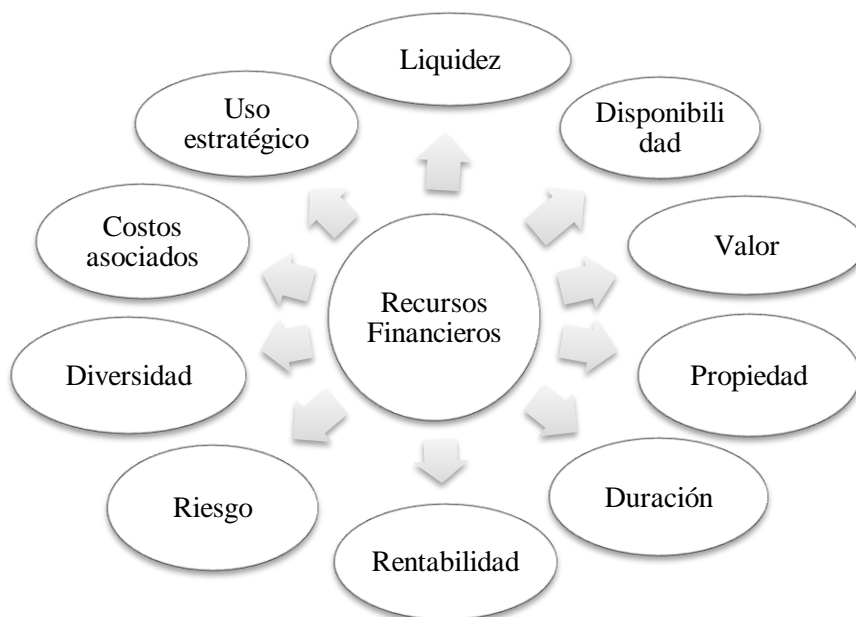 Liquidez
Uso
estratégico
Disponibili
dad
Costos
asociados
Valor
Recursos
Financieros
Diversidad
Propiedad
Riesgo
Duración
Rentabilidad